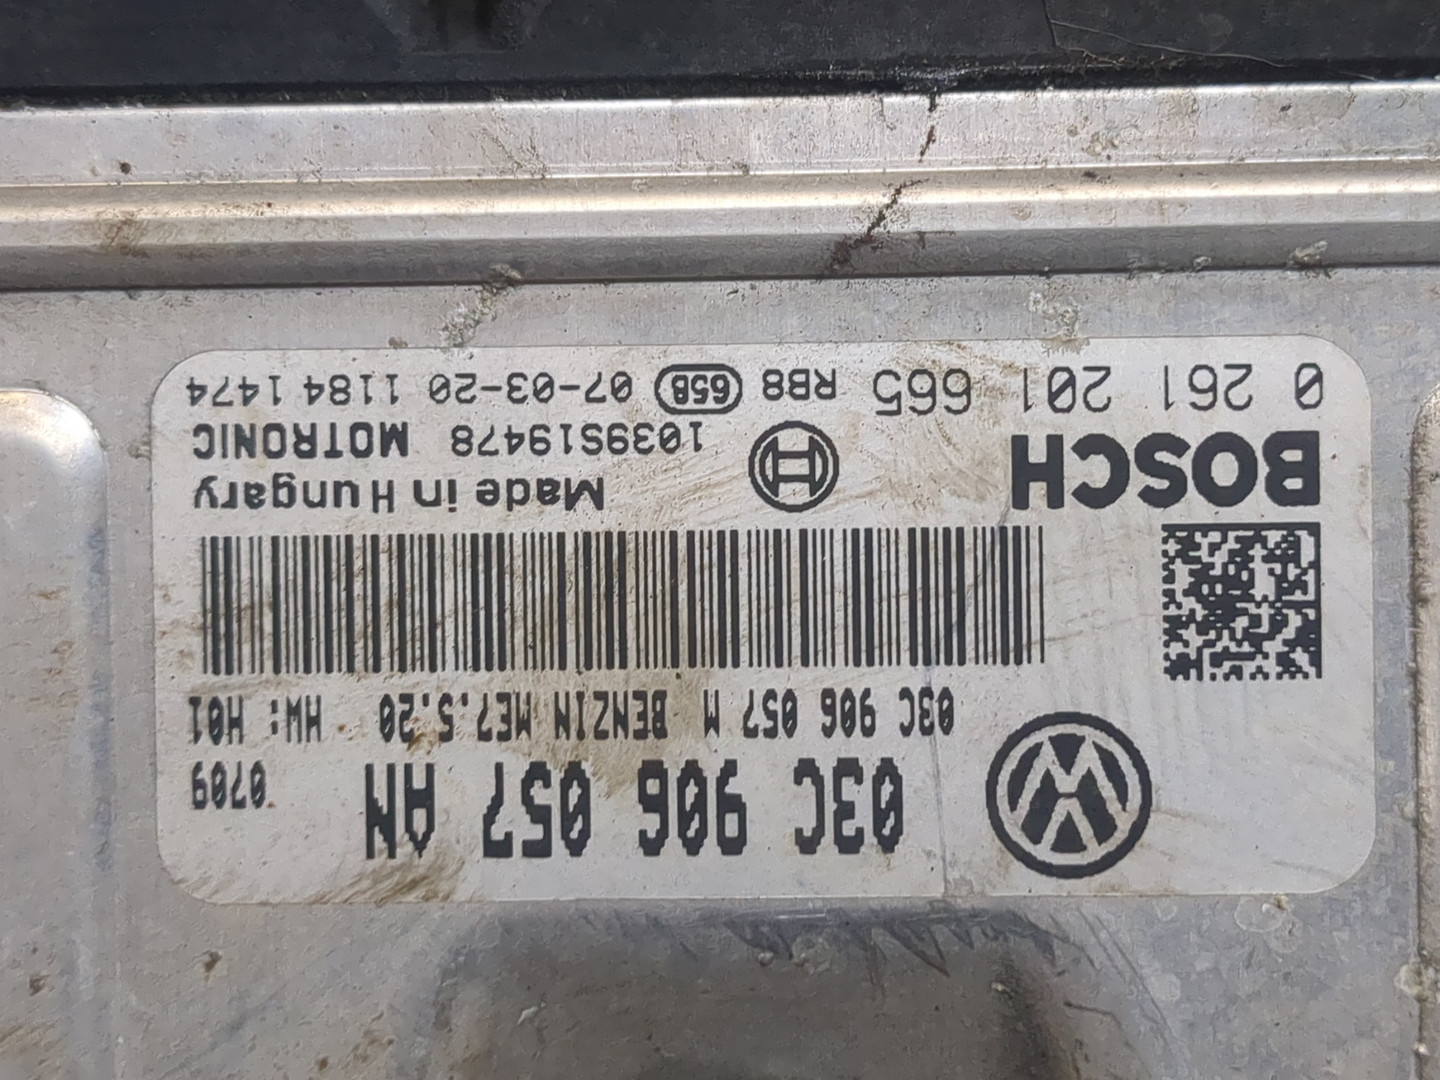 03C 906 057 AN 0709
03C 906 057 M BENZIN ME7.5.20 HW: H01
Made in Hungary
BOSCH 1039S19478 MOTRONIC
0 261 201 665 RB8 65B 07-03-20 1184 1474